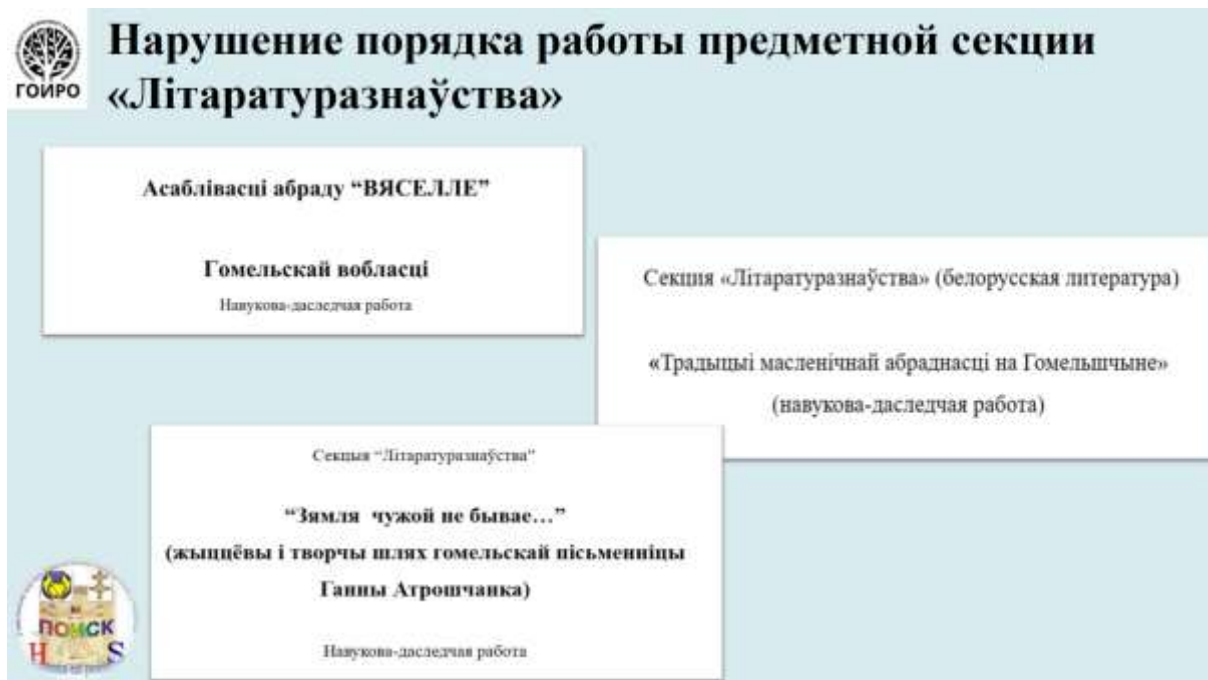 ГОИРО
Нарушение порядка работы предметной секции
«Літаратуразнаўства»
Асаблівасці абраду “ВЯСЕЛЛЕ”
Гомельскай вобласці
Навукова-даследчая работа
Секция «Літаратуразнаўства» (белорусская литература)
«Традыцыі масленічнай абраднасці на Гомельшчыне»
(навукова-даследчая работа)
Секцыя “Літаратуразнаўства”
“Зямля чужой не бывае…”
(жыццёвы і творчы шлях гомельскай пісьменніцы
Ганны Атрошчанка)
Навукова-даследчая работа
ПОИСК
H S